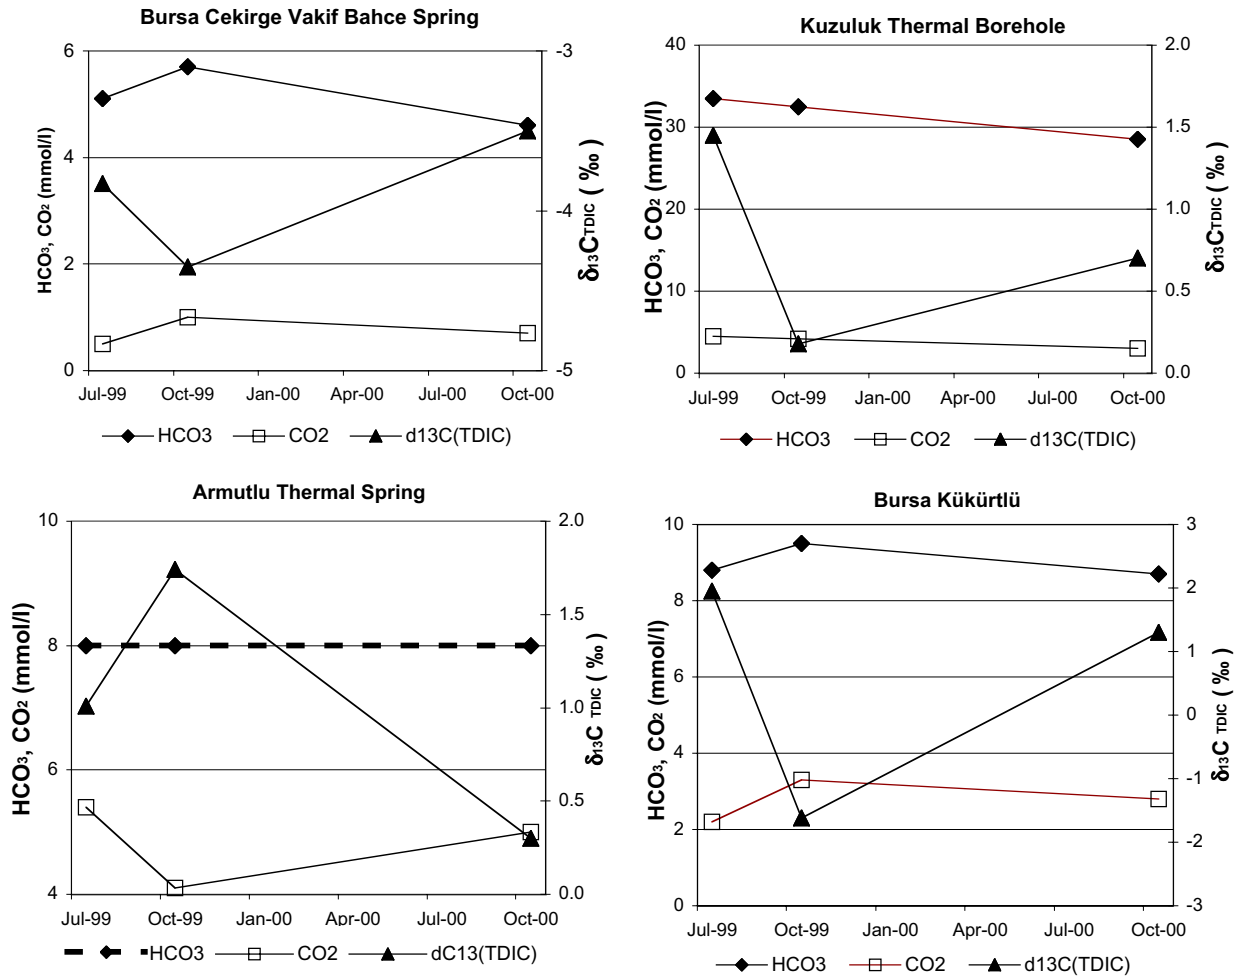 Bursa Cekirge Vakif Bahce Spring
6
4
2
0
HCO3, CO2 (mmol/l)
-3
-4
-5
δ13CTDIC ( ‰ )
Jul-99 Oct-99 Jan-00 Apr-00 Jul-00 Oct-00
HCO3 CO2 d13C(TDIC)
Kuzuluk Thermal Borehole
40
30
20
10
0
HCO3, CO2 (mmol/l)
2.0
1.5
1.0
0.5
0.0
δ13CTDIC ( ‰ )
Jul-99 Oct-99 Jan-00 Apr-00 Jul-00 Oct-00
HCO3 CO2 d13C(TDIC)
Armutlu Thermal Spring
10
8
6
4
HCO3, CO2 (mmol/l)
2.0
1.5
1.0
0.5
0.0
δ13C TDIC ( ‰ )
Jul-99 Oct-99 Jan-00 Apr-00 Jul-00 Oct-00
HCO3 CO2 dC13(TDIC)
Bursa Kükürtlü
10
8
6
4
2
0
HCO3, CO2 (mmol/l)
3
2
1
0
-1
-2
-3
δ13C TDIC ( ‰ )
Jul-99 Oct-99 Jan-00 Apr-00 Jul-00 Oct-00
HCO3 CO2 d13C(TDIC)